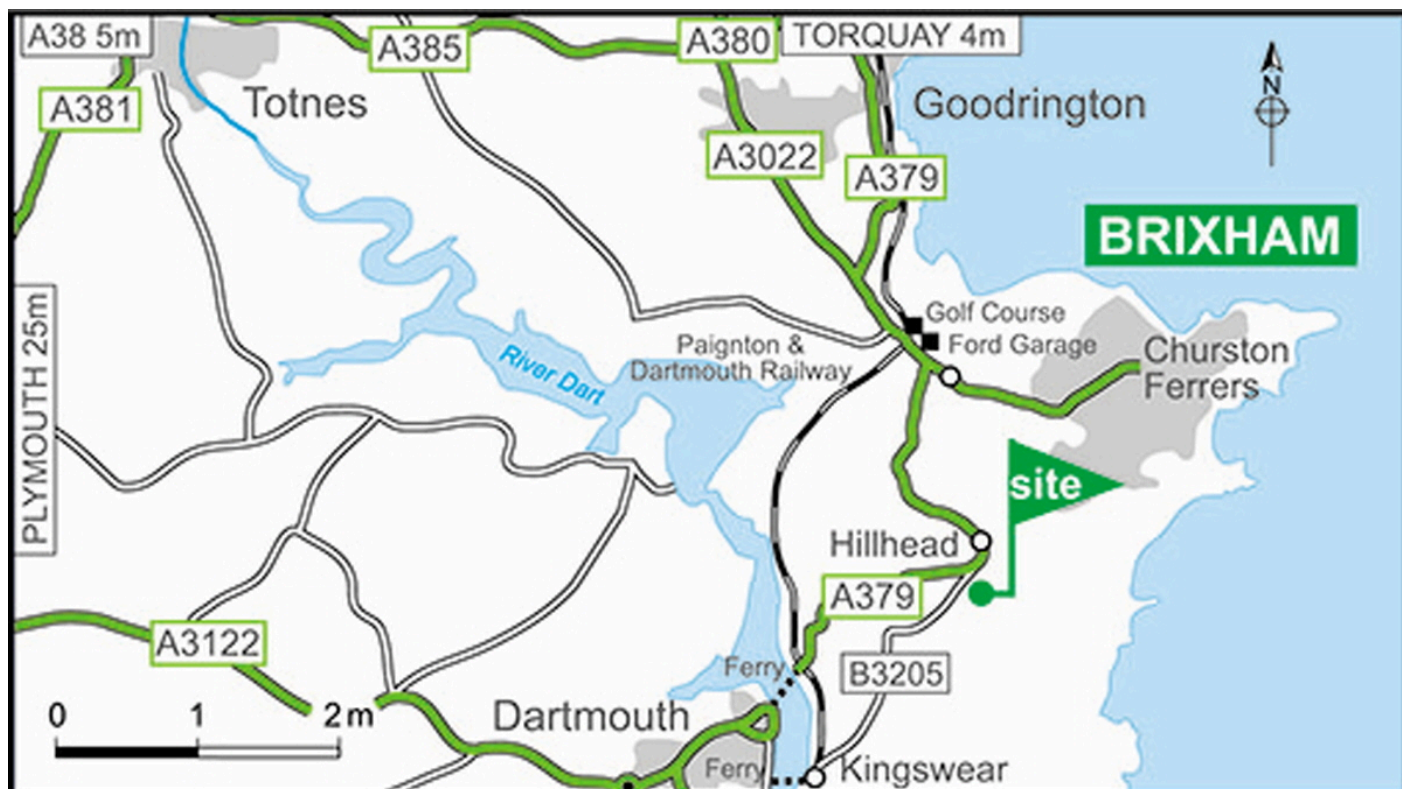 A38 5m
A385
A380
TORQUAY 4m
A381
Totnes
Goodrington
N
A3022
A379
BRIXHAM
PLYMOUTH 25m
Golf Course
Ford Garage
Paignton &
Dartmouth Railway
River Dart
Churston
Ferrers
site
Hillhead
A379
A3122
Ferry
B3205
0 1 2 m
Dartmouth
Ferry
Kingswear